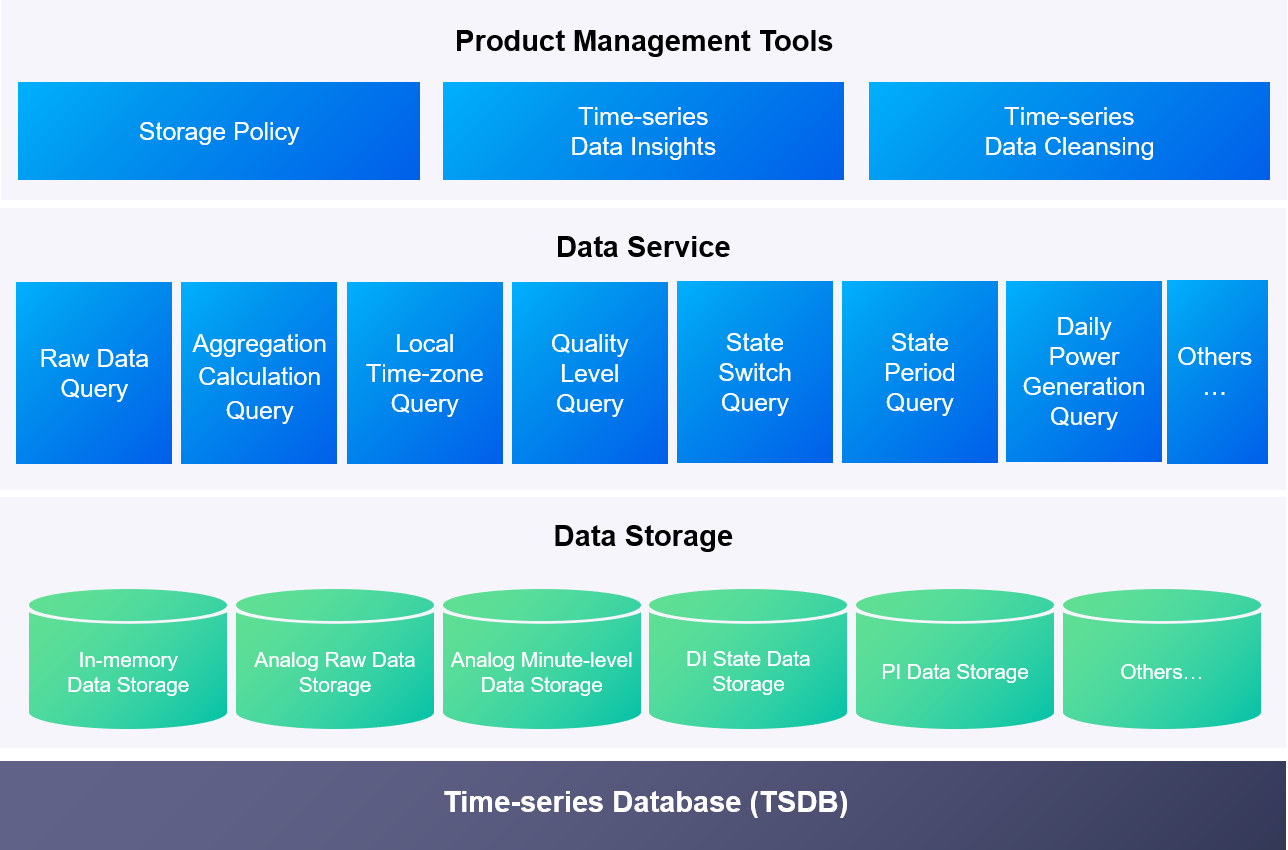 Product Management Tools
Storage Policy
Time-series
Data Insights
Time-series
Data Cleansing
Data Service
Raw Data
Query
Aggregation
Calculation
Query
Local
Time-zone
Query
Quality
Level
Query
State
Switch
Query
State
Period
Query
Daily
Power
Generation
Query
Others
…
Data Storage
In-memory
Data Storage
Analog Raw Data
Storage
Analog Minute-level
Data Storage
DI State Data
Storage
PI Data Storage
Others…
Time-series Database (TSDB)